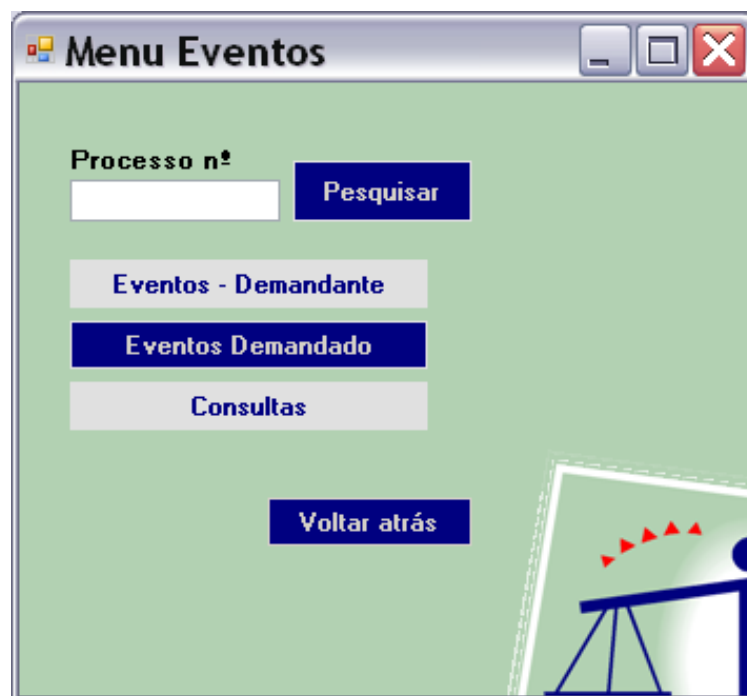 Menu Eventos
Processo nº
Pesquisar
Eventos - Demandante
Eventos Demandado
Consultas
Voltar atrás